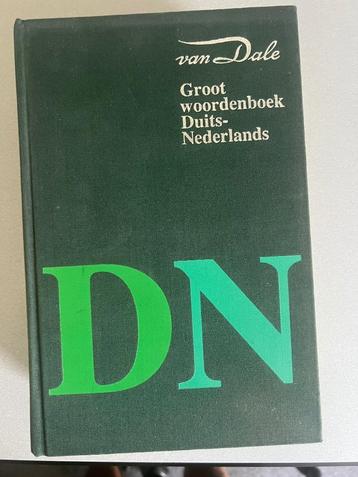 van Dale
Groot
woordenboek
Duits-
Nederlands
DN